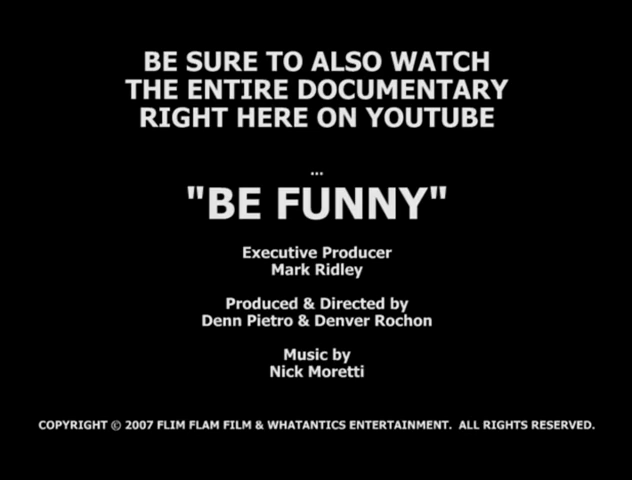 BE SURE TO ALSO WATCH
THE ENTIRE DOCUMENTARY
RIGHT HERE ON YOUTUBE
...
"BE FUNNY"
Executive Producer
Mark Ridley
Produced & Directed by
Denn Pietro & Denver Rochon
Music by
Nick Moretti
COPYRIGHT © 2007 FLIM FLAM FILM & WHATANTICS ENTERTAINMENT.  ALL RIGHTS RESERVED.